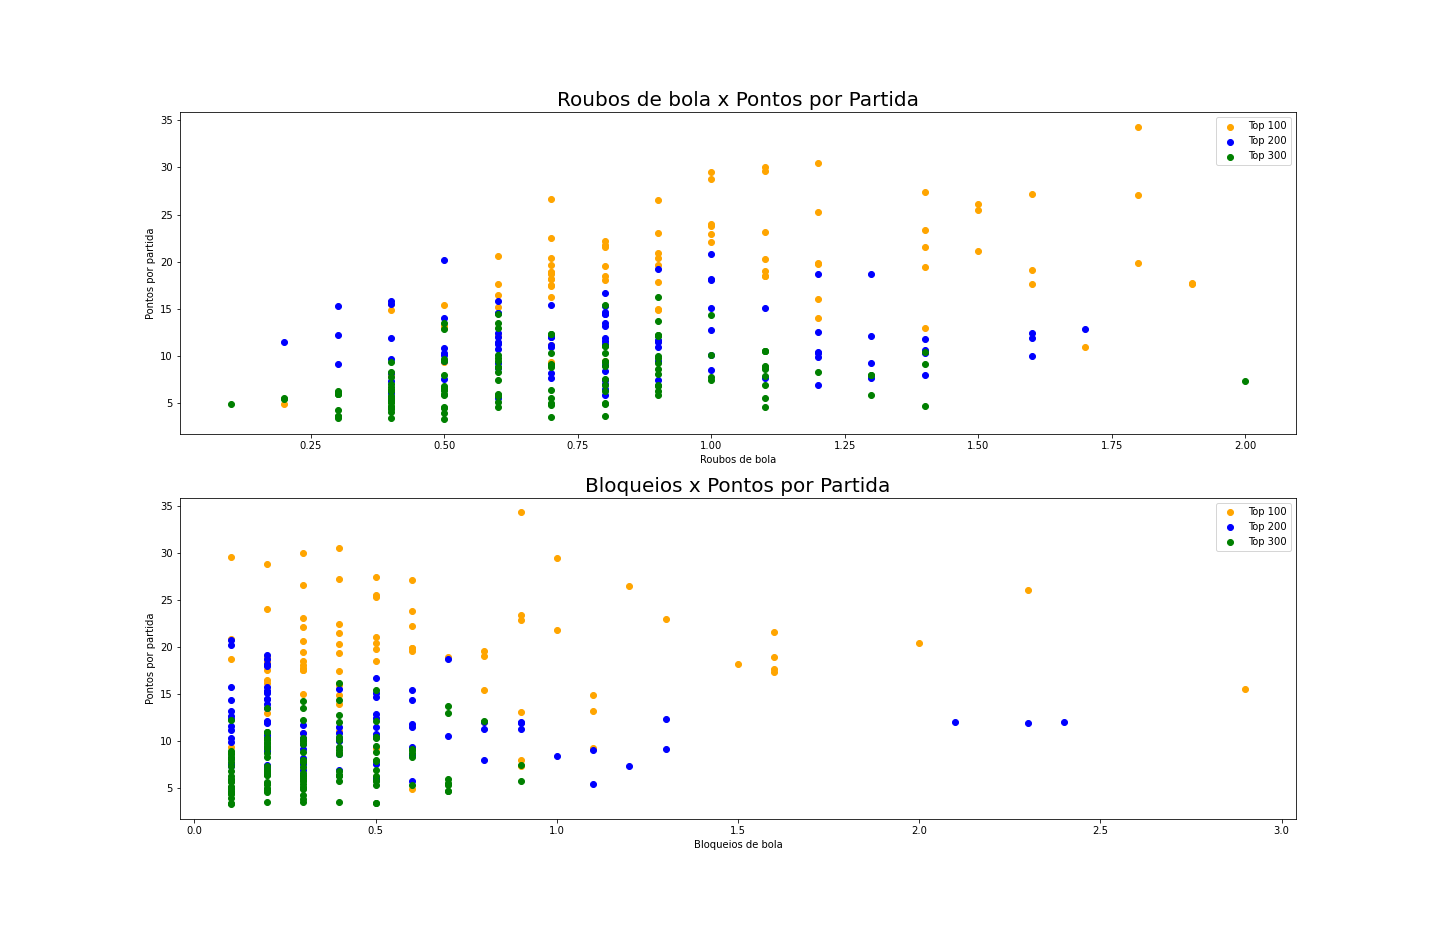 Roubos de bola x Pontos por Partida
Pontos por partida
35
30
25
20
15
10
5
Top 100
Top 200
Top 300
0.25 0.50 0.75 1.00 1.25 1.50 1.75 2.00
Roubos de bola
Bloqueios x Pontos por Partida
Pontos por partida
35
30
25
20
15
10
5
Top 100
Top 200
Top 300
0.0 0.5 1.0 1.5 2.0 2.5 3.0
Bloqueios de bola